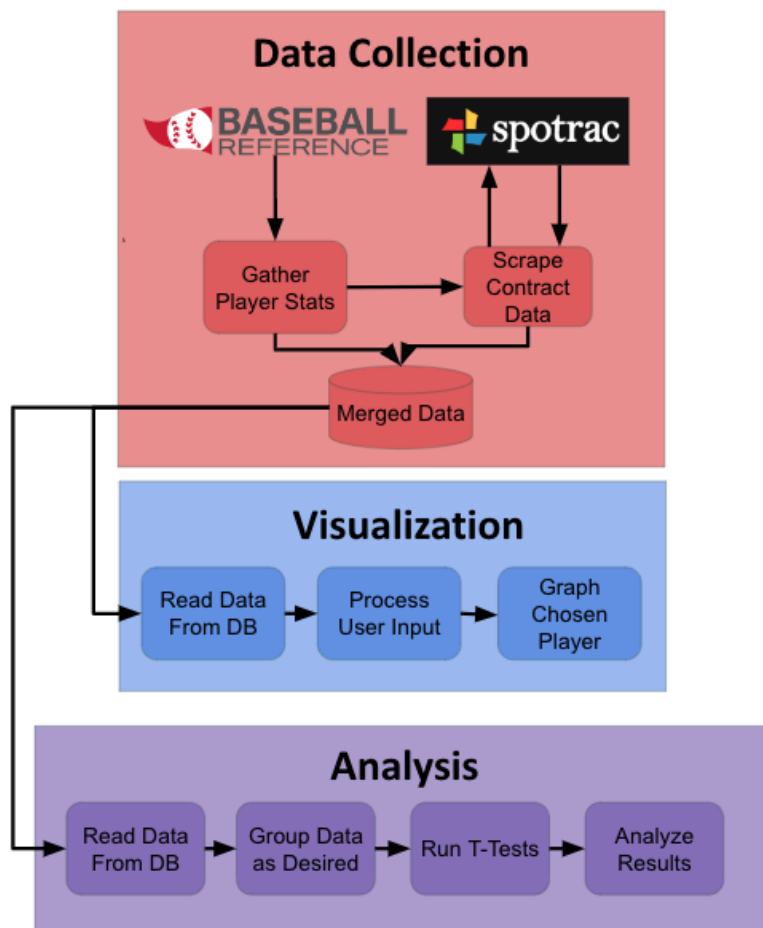 Data Collection
BASEBALL
REFERENCE
spotrac
Gather
Player Stats
Scrape
Contract
Data
Merged Data
Visualization
Read Data
From DB
Process
User Input
Graph
Chosen
Player
Analysis
Read Data
From DB
Group Data
as Desired
Run T-Tests
Analyze
Results